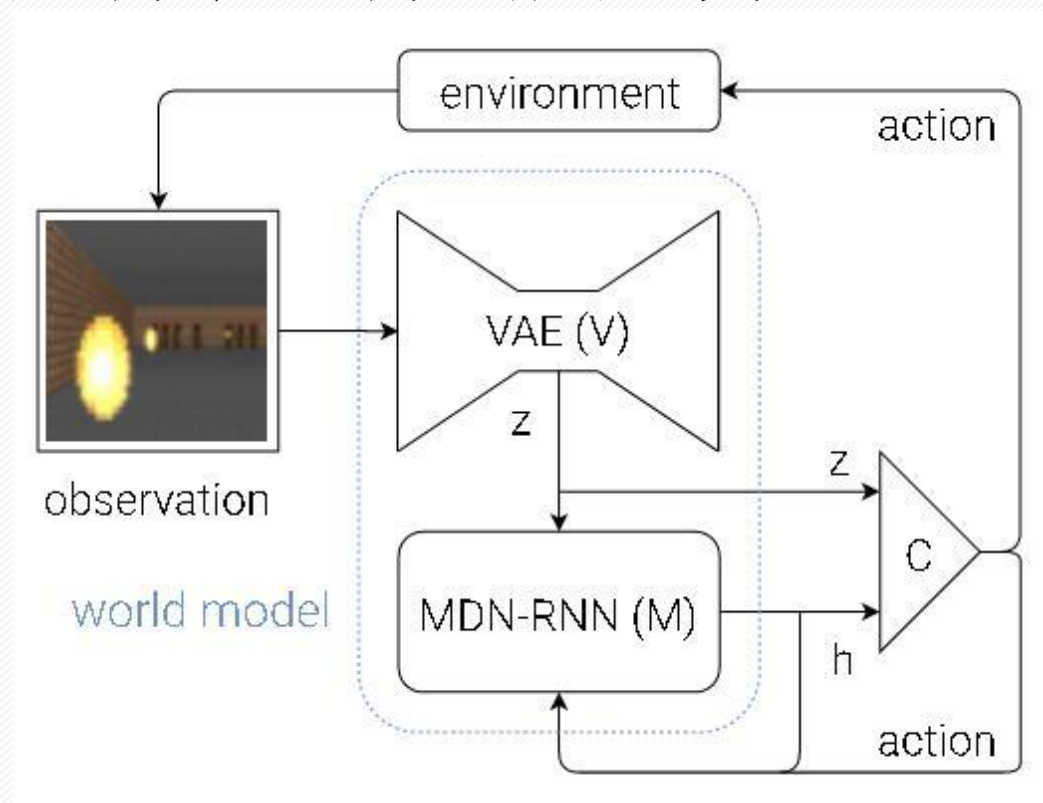 environment
action
VAE (V)
z
z
observation
C
world model
MDN-RNN (M)
h
action